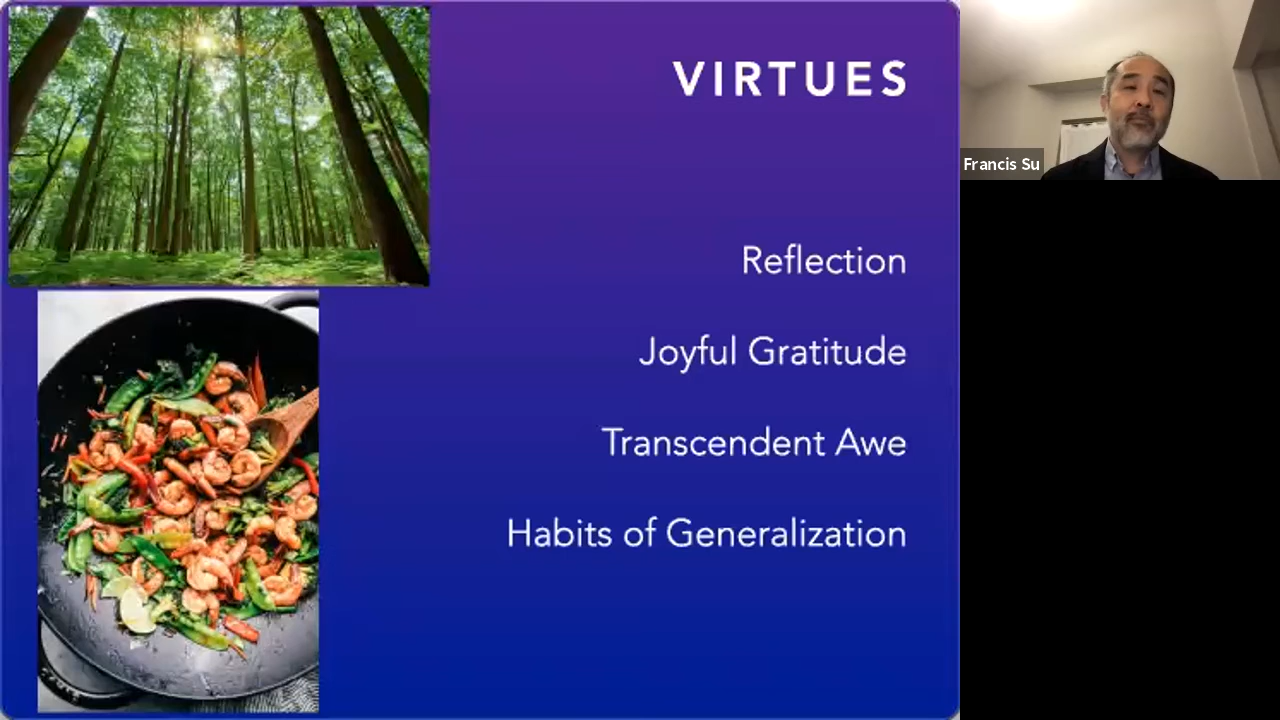 VIRTUES
Reflection
Joyful Gratitude
Transcendent Awe
Habits of Generalization
Francis Su